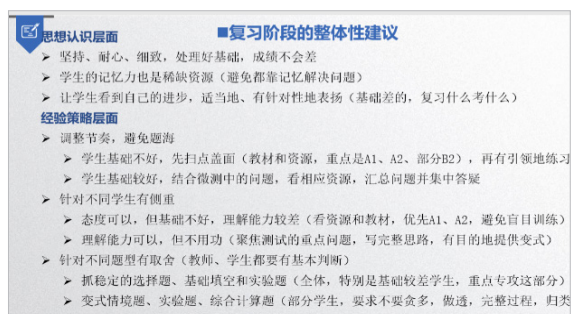 ■复习阶段的整体性建议
思想认识层面
➢ 坚持、耐心、细致，处理好基础，成绩不会差
➢ 学生的记忆力也是稀缺资源（避免都靠记忆解决问题）
➢ 让学生看到自己的进步，适当地、有针对性地表扬（基础差的，复习什么考什么）
经验策略层面
➢ 调整节奏，避免题海
➢ 学生基础不好，先扫点盖面（教材和资源，重点是A1、A2、部分B2），再有引领地练习
➢ 学生基础较好，结合微测中的问题，看相应资源，汇总问题并集中答疑
➢ 针对不同学生有侧重
➢ 态度可以，但基础不好，理解能力较差（看资源和教材，优先A1、A2，避免盲目训练）
➢ 理解能力可以，但不用功（聚焦测试的重点问题，写完整思路，有目的地提供变式）
➢ 针对不同题型有取舍（教师、学生都要有基本判断）
➢ 抓稳定的选择题、基础填空和实验题（全体，特别是基础较差学生，重点专攻这部分）
➢ 变式情境题、实验题、综合计算题（部分学生，要求不要贪多，做透，完整过程，归类